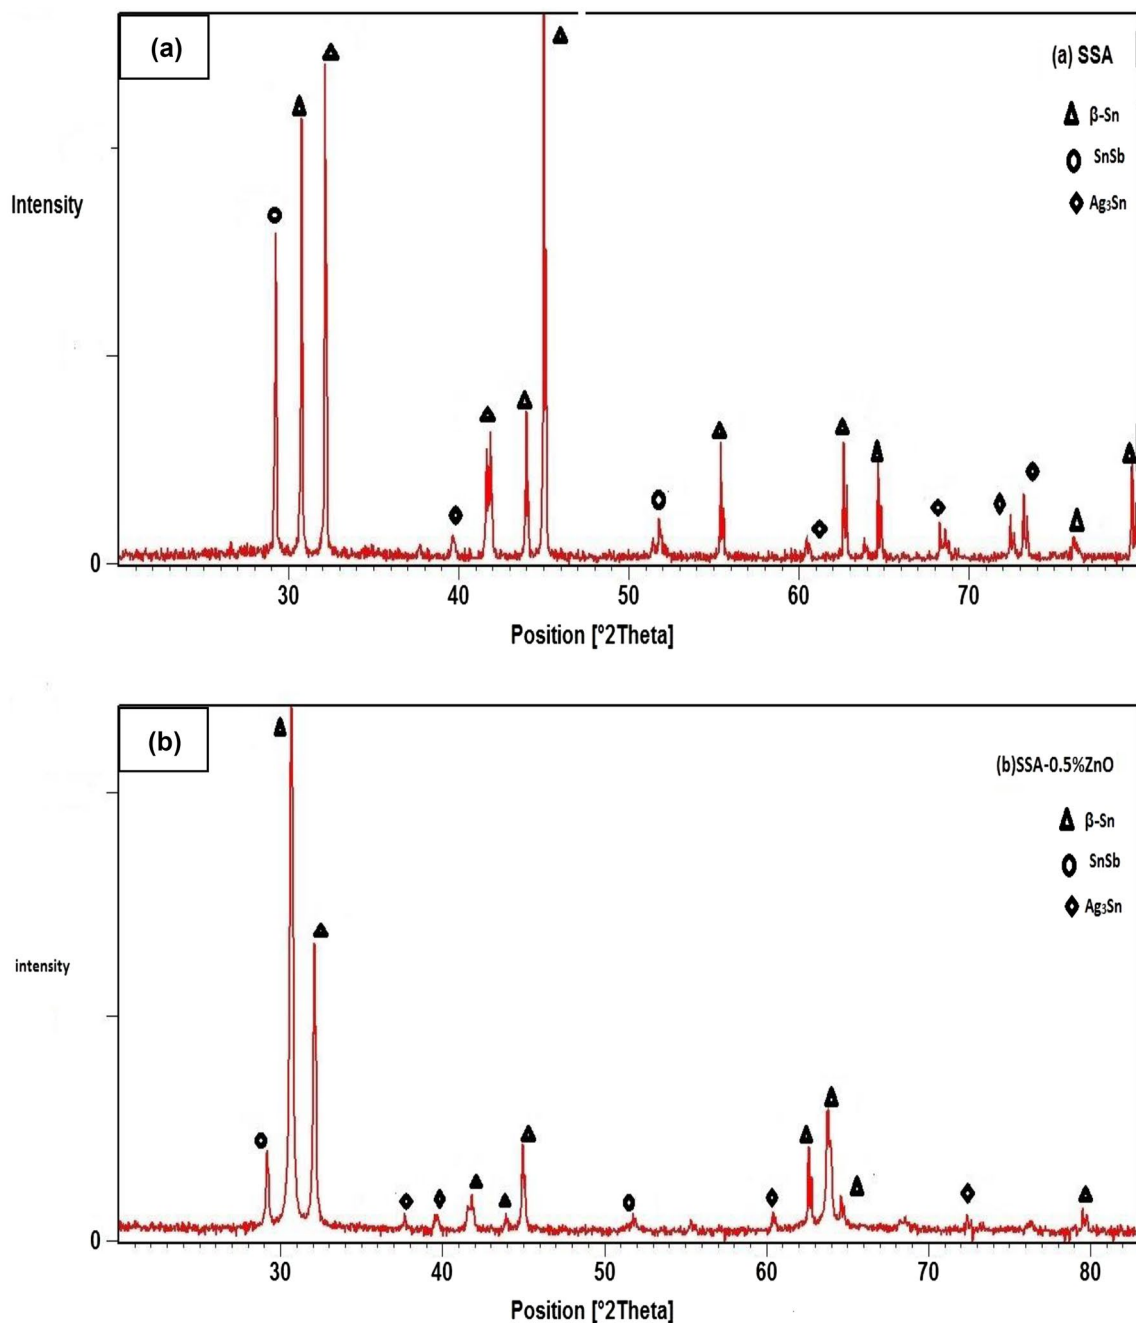 (a)
(a) SSA
β-Sn
SnSb
Ag₃Sn
Intensity
0
30 40 50 60 70
Position [°2Theta]
(b)
(b)SSA-0.5%ZnO
β-Sn
SnSb
Ag₃Sn
intensity
0
30 40 50 60 70 80
Position [°2Theta]